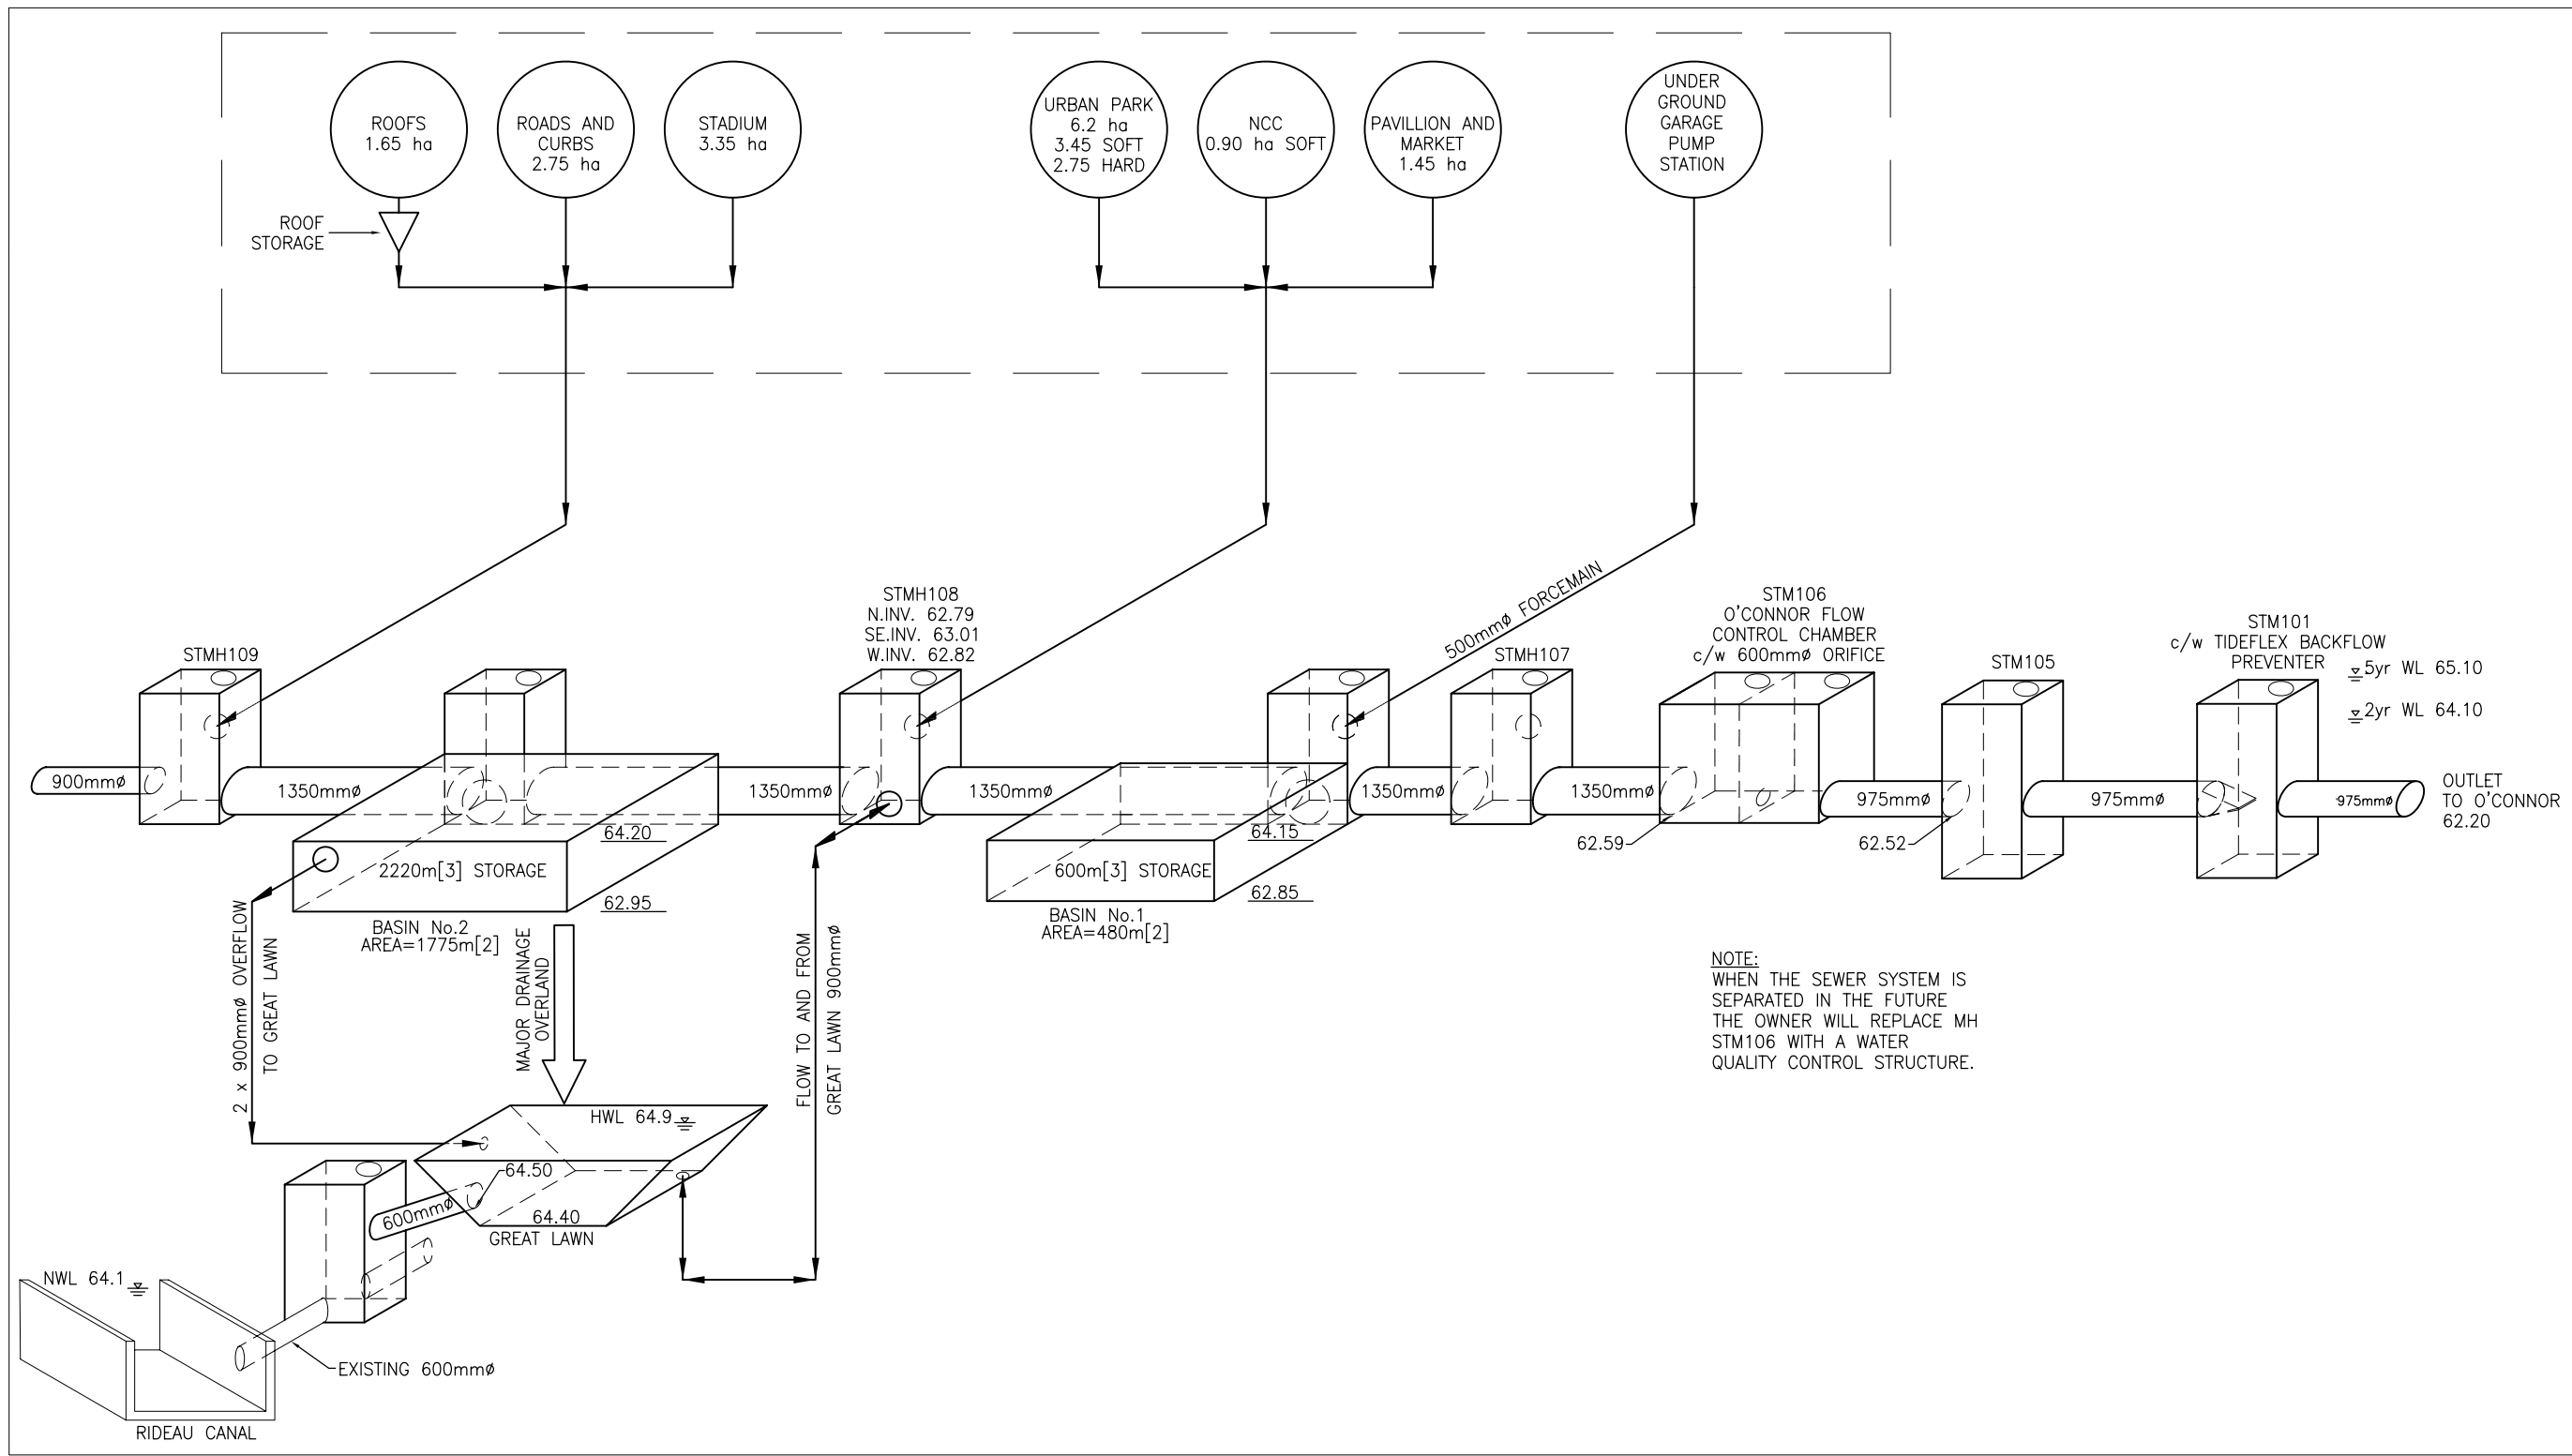 ROOFS
1.65 ha
ROADS AND
CURBS
2.75 ha
STADIUM
3.35 ha
URBAN PARK
6.2 ha
3.45 SOFT
2.75 HARD
NCC
0.90 ha SOFT
PAVILLION AND
MARKET
1.45 ha
UNDER
GROUND
GARAGE
PUMP
STATION
ROOF
STORAGE
500mmø FORCEMAIN
STMH109
STMH108
N.INV. 62.79
SE.INV. 63.01
W.INV. 62.82
STMH107
STM106
O'CONNOR FLOW
CONTROL CHAMBER
c/w 600mmø ORIFICE
STM105
STM101
c/w TIDEFLEX BACKFLOW
PREVENTER
5yr WL 65.10
2yr WL 64.10
900mmø
1350mmø
1350mmø
1350mmø
1350mmø
1350mmø
975mmø
975mmø
975mmø
OUTLET
TO O'CONNOR
62.20
64.20
2220m[3] STORAGE
62.95
BASIN No.2
AREA=1775m[2]
64.15
600m[3] STORAGE
62.85
BASIN No.1
AREA=480m[2]
62.59
62.52
2 x 900mmø OVERFLOW
TO GREAT LAWN
MAJOR DRAINAGE
OVERLAND
FLOW TO AND FROM
GREAT LAWN 900mmø
NOTE:
WHEN THE SEWER SYSTEM IS
SEPARATED IN THE FUTURE
THE OWNER WILL REPLACE MH
STM106 WITH A WATER
QUALITY CONTROL STRUCTURE.
HWL 64.9
64.50
600mmø
64.40
GREAT LAWN
NWL 64.1
EXISTING 600mmø
RIDEAU CANAL